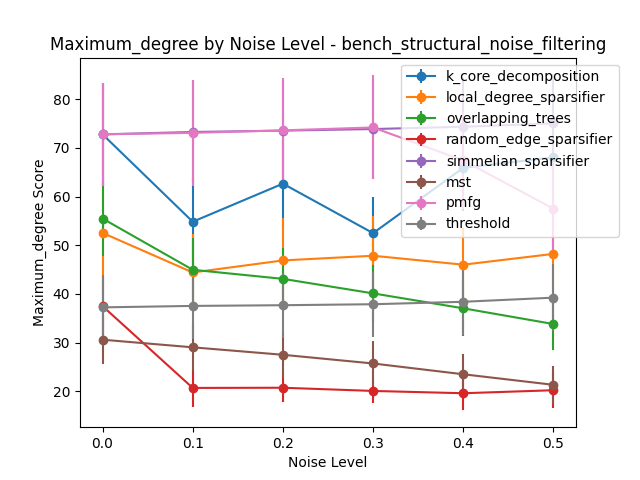 Maximum_degree by Noise Level - bench_structural_noise_filtering
k_core_decomposition
local_degree_sparsifier
overlapping_trees
random_edge_sparsifier
simmelian_sparsifier
mst
pmfg
threshold
Maximum_degree Score
80
70
60
50
40
30
20
0.0 0.1 0.2 0.3 0.4 0.5
Noise Level